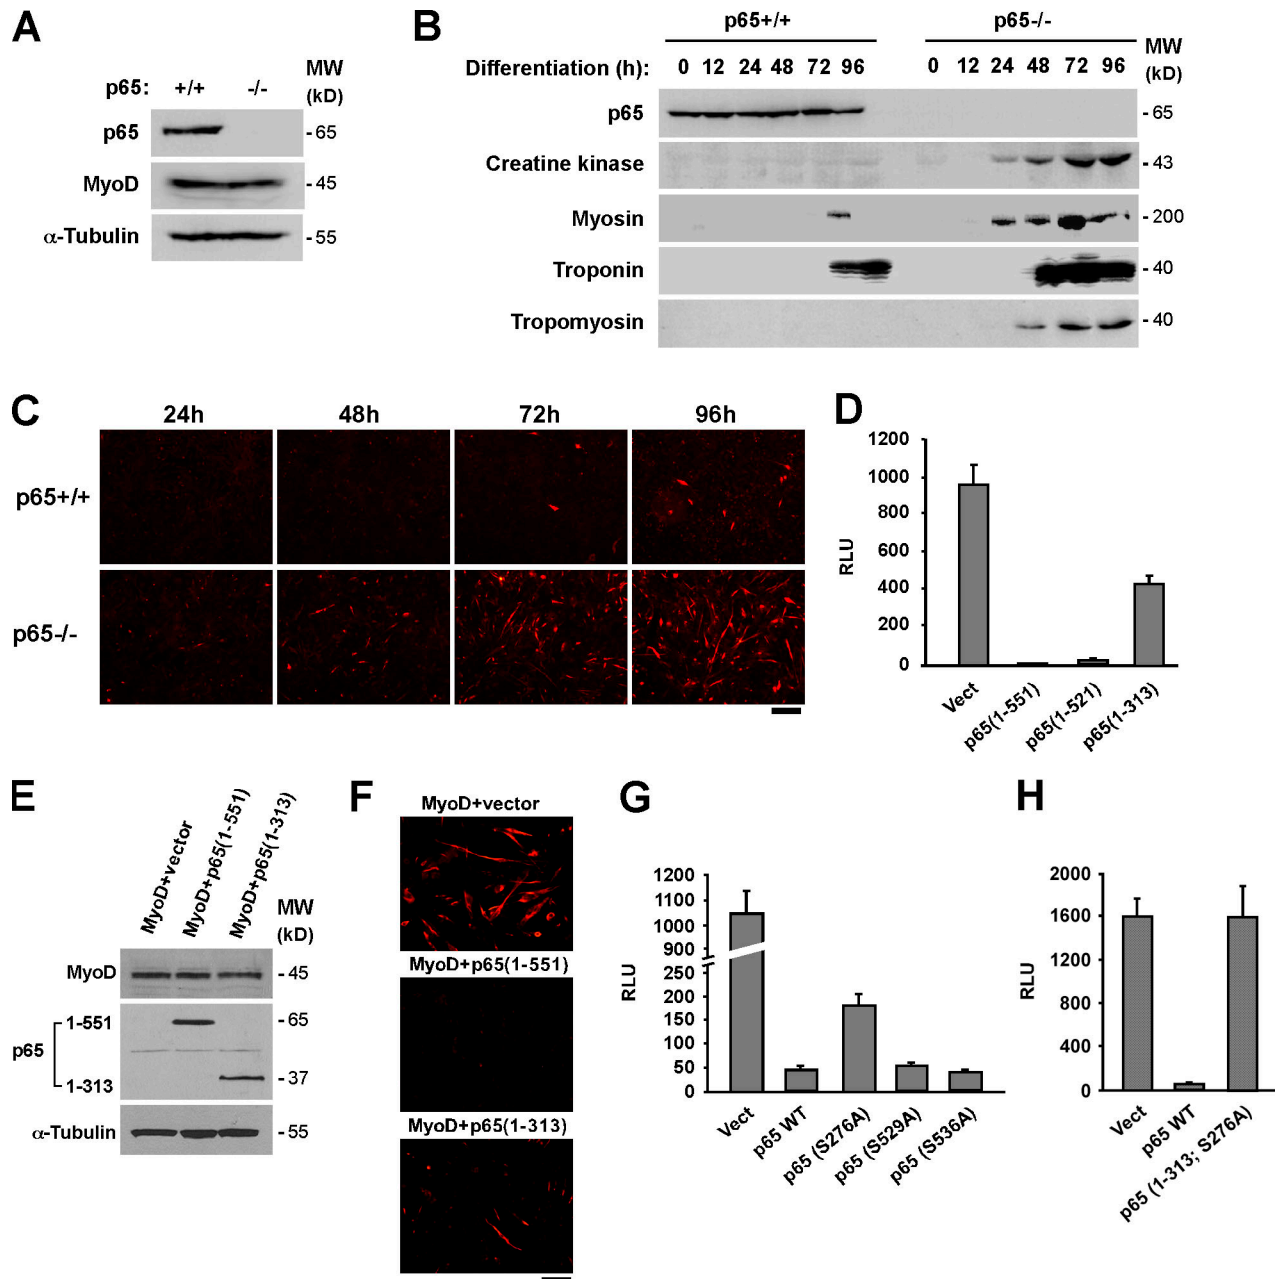 A
p65: +/+ -/- MW (kD)
p65 - 65
MyoD - 45
α-Tubulin - 55
B
p65+/+ p65-/-
Differentiation (h): 0 12 24 48 72 96 0 12 24 48 72 96 MW (kD)
p65 - 65
Creatine kinase - 43
Myosin - 200
Troponin - 40
Tropomyosin - 40
C
24h 48h 72h 96h
p65+/+
p65-/-
D
1200
1000
800
600
400
200
0
RLU
Vect p65(1-551) p65(1-521) p65(1-313)
E
MyoD+vector MyoD+p65(1-551) MyoD+p65(1-313) MW (kD)
MyoD - 45
p65 1-551 - 65
1-313 - 37
α-Tubulin - 55
F
MyoD+vector
MyoD+p65(1-551)
MyoD+p65(1-313)
G
1200
1100
1000
900
250
200
150
100
50
0
RLU
Vect p65 WT p65 (S276A) p65 (S529A) p65 (S536A)
H
2000
1600
1200
800
400
0
RLU
Vect p65 WT p65 (1-313; S276A)